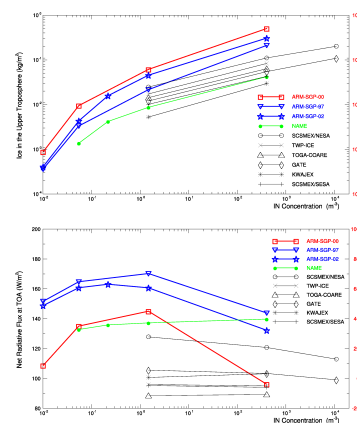 Ice in the Upper Troposphere (kg/m²)
ARM-SGP-00
ARM-SGP-97
ARM-SGP-02
NAME
SCSMEX/NESA
TWP-ICE
TOGA-COARE
GATE
KWAJEX
SCSMEX/SESA
IN Concentration (m⁻³)
Net Radiative Flux at TOA (W/m²)
200
180
160
140
120
100
80
ARM-SGP-00
ARM-SGP-97
ARM-SGP-02
NAME
SCSMEX/NESA
TWP-ICE
TOGA-COARE
GATE
KWAJEX
SCSMEX/SESA
IN Concentration (m⁻³)